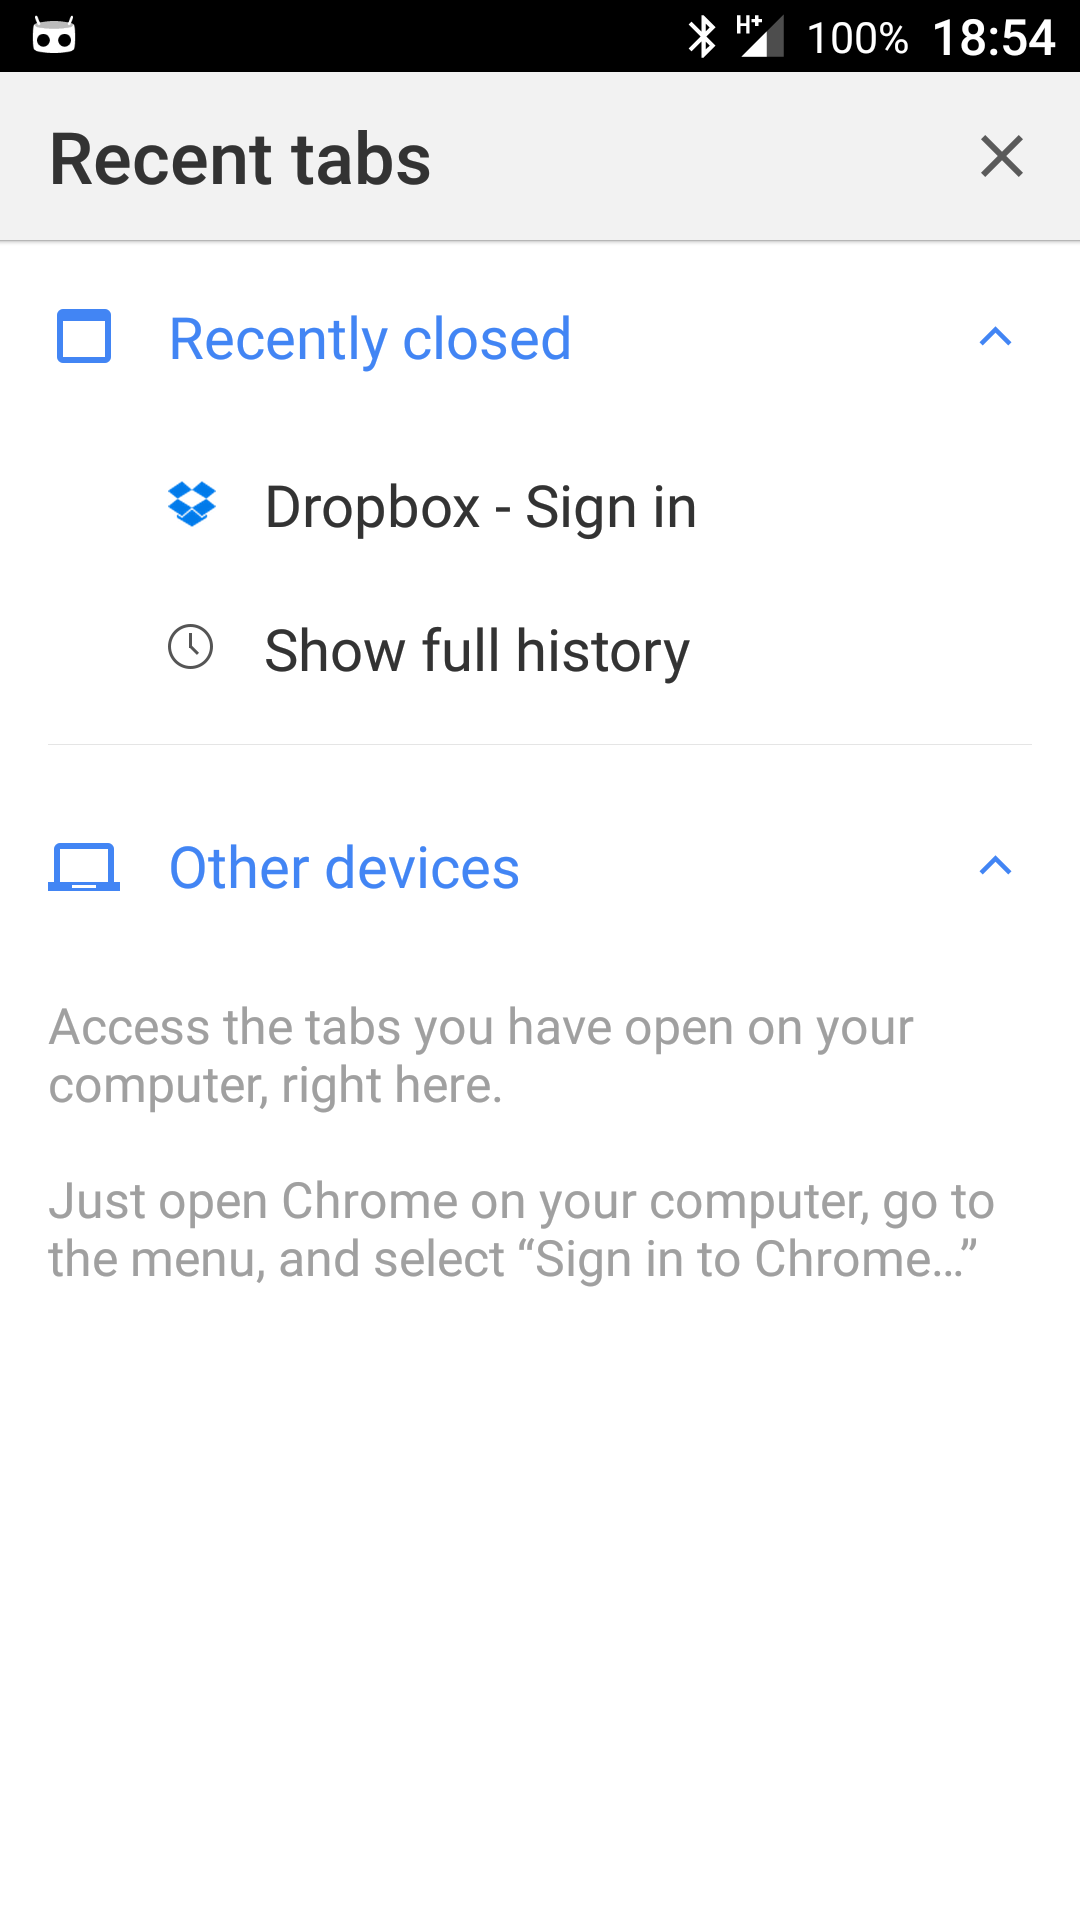 H+ 100% 18:54
Recent tabs
Recently closed
Dropbox - Sign in
Show full history
Other devices
Access the tabs you have open on your
computer, right here.
Just open Chrome on your computer, go to
the menu, and select “Sign in to Chrome…”